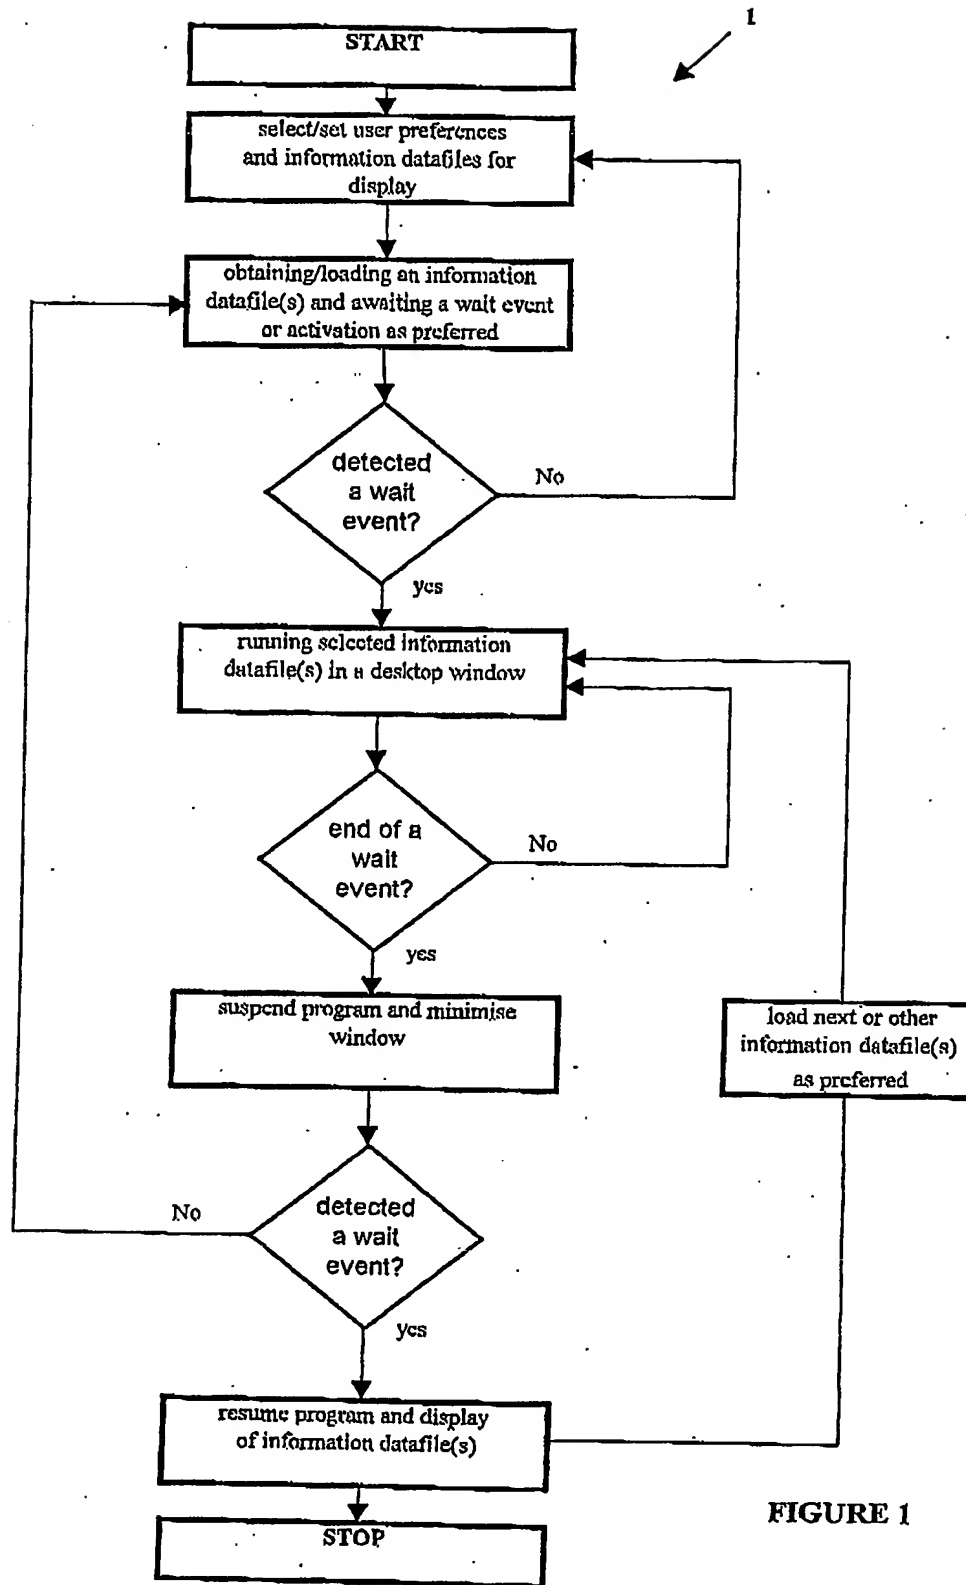 1
START
select/set user preferences
and information datafiles for
display
obtaining/loading an information
datafile(s) and awaiting a wait event
or activation as preferred
detected
a wait
event?
No
yes
running selected information
datafile(s) in a desktop window
end of a
wait
event?
No
yes
suspend program and minimise
window
load next or other
information datafile(s)
as preferred
detected
a wait
event?
No
yes
resume program and display
of information datafile(s)
STOP
FIGURE 1